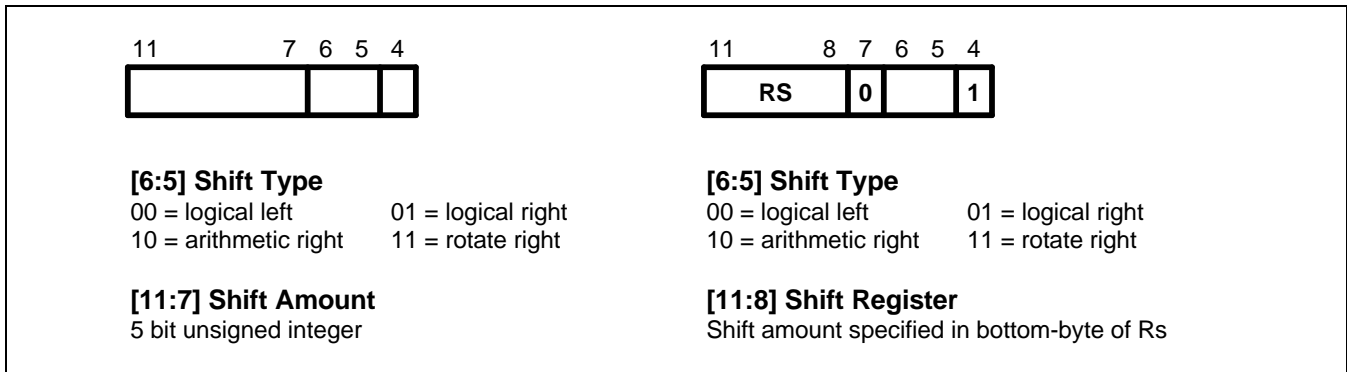 11 7 6 5 4
[6:5] Shift Type
00 = logical left 01 = logical right
10 = arithmetic right 11 = rotate right
[11:7] Shift Amount
5 bit unsigned integer
11 8 7 6 5 4
RS 0 1
[6:5] Shift Type
00 = logical left 01 = logical right
10 = arithmetic right 11 = rotate right
[11:8] Shift Register
Shift amount specified in bottom-byte of Rs